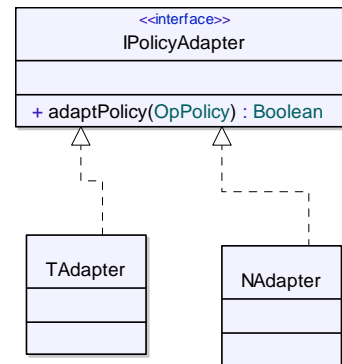 <<interface>>
IPolicyAdapter
+ adaptPolicy(OpPolicy) : Boolean
TAdapter
NAdapter